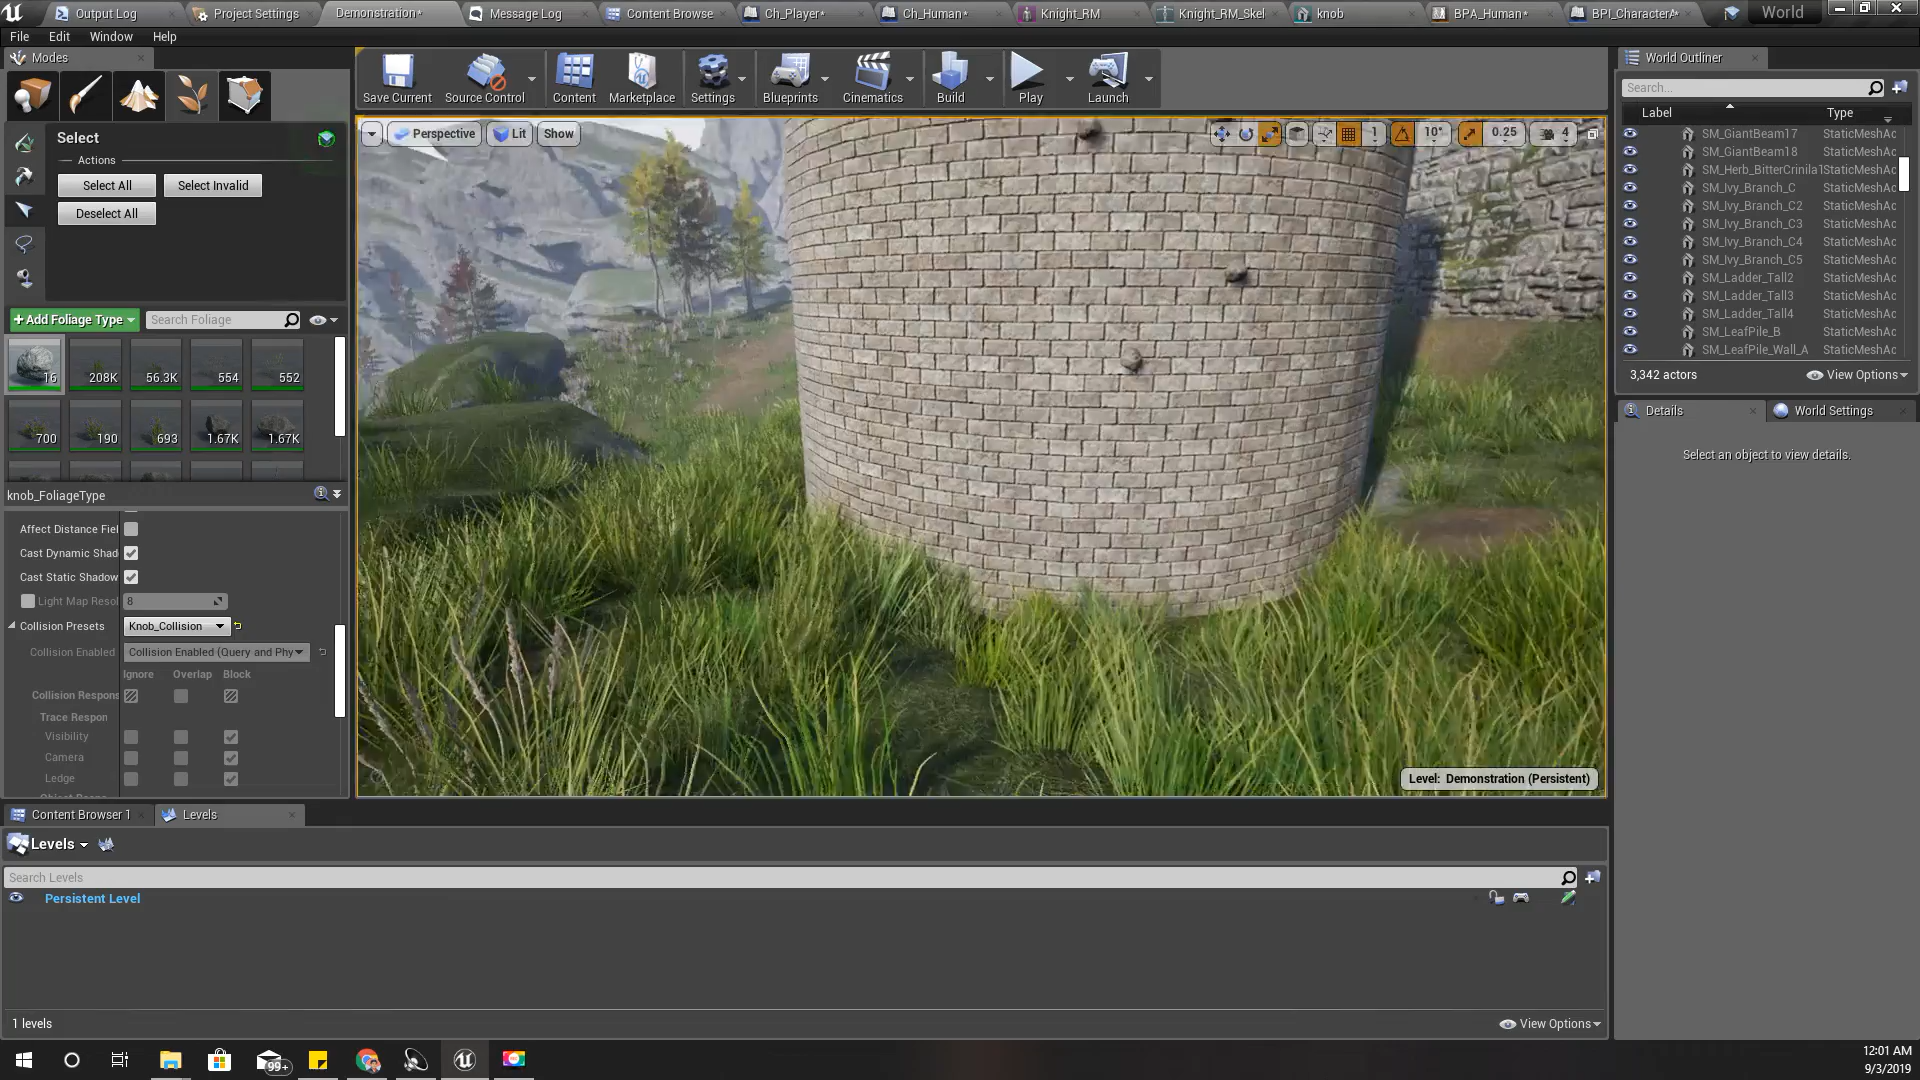 Output Log
Project Settings
Demonstration*
Message Log
Content Browse
Ch_Player*
Ch_Human*
Knight_RM
Knight_RM_Skel
knob
BPA_Human*
BPI_CharacterA*
World
File Edit Window Help
Modes
Save Current
Source Control
Content
Marketplace
Settings
Blueprints
Cinematics
Build
Play
Launch
Select
Actions
Select All
Select Invalid
Deselect All
+Add Foliage Type
Search Foliage
16 208K 56.3K 554 552
700 190 693 1.67K 1.67K
knob_FoliageType
Affect Distance Fiel
Cast Dynamic Shad
Cast Static Shadow
Light Map Resol 8
Collision Presets Knob_Collision
Collision Enabled Collision Enabled (Query and Phy
Ignore Overlap Block
Collision Respons
Trace Respon
Visibility
Camera
Ledge
Perspective
Lit
Show
1
10°
0.25
4
Level: Demonstration (Persistent)
World Outliner
Search...
Label Type
SM_GiantBeam17 StaticMeshAc
SM_GiantBeam18 StaticMeshAc
SM_Herb_BitterCrinila1 StaticMeshAc
SM_Ivy_Branch_C StaticMeshAc
SM_Ivy_Branch_C2 StaticMeshAc
SM_Ivy_Branch_C3 StaticMeshAc
SM_Ivy_Branch_C4 StaticMeshAc
SM_Ivy_Branch_C5 StaticMeshAc
SM_Ladder_Tall2 StaticMeshAc
SM_Ladder_Tall3 StaticMeshAc
SM_Ladder_Tall4 StaticMeshAc
SM_LeafPile_B StaticMeshAc
SM_LeafPile_Wall_A StaticMeshAc
3,342 actors
View Options
Details
World Settings
Select an object to view details.
Content Browser 1
Levels
Levels
Search Levels
Persistent Level
1 levels
View Options
99+
12:01 AM
9/3/2019